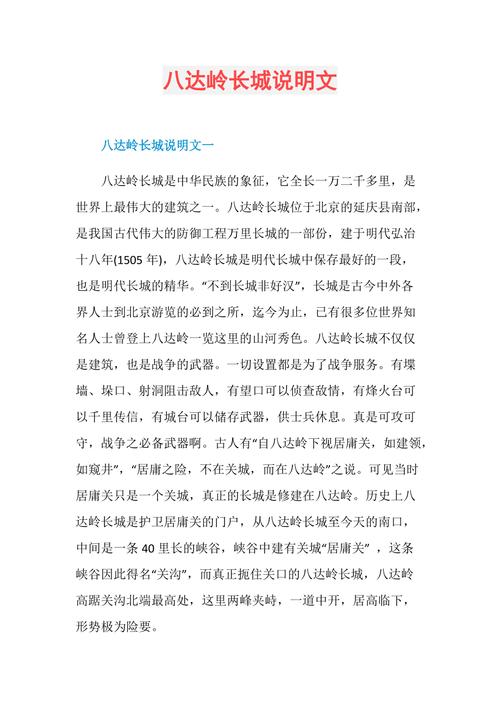 八达岭长城说明文
八达岭长城说明文一
八达岭长城是中华民族的象征，它全长一万二千多里，是
世界上最伟大的建筑之一。八达岭长城位于北京的延庆县南部，
是我国古代伟大的防御工程万里长城的一部份，建于明代弘治
十八年(1505 年)，八达岭长城是明代长城中保存最好的一段，
也是明代长城的精华。“不到长城非好汉”，长城是古今中外各
界人士到北京游览的必到之所，迄今为止，已有很多位世界知
名人士曾登上八达岭一览这里的山河秀色。八达岭长城不仅仅
是建筑，也是战争的武器。一切设置都是为了战争服务。有堞
墙、垛口、射洞阻击敌人，有望口可以侦查敌情，有烽火台可
以千里传信，有城台可以储存武器，供士兵休息。真是可攻可
守，战争之必备武器啊。古人有“自八达岭下视居庸关，如建瓴，
如窥井”，“居庸之险，不在关城，而在八达岭”之说。可见当时
居庸关只是一个关城，真正的长城是修建在八达岭。历史上八
达岭长城是护卫居庸关的门户，从八达岭长城至今天的南口，
中间是一条 40 里长的峡谷，峡谷中建有关城“居庸关” ，这条
峡谷因此得名“关沟”，而真正扼住关口的八达岭长城，八达岭
高踞关沟北端最高处，这里两峰夹峙，一道中开，居高临下，
形势极为险要。